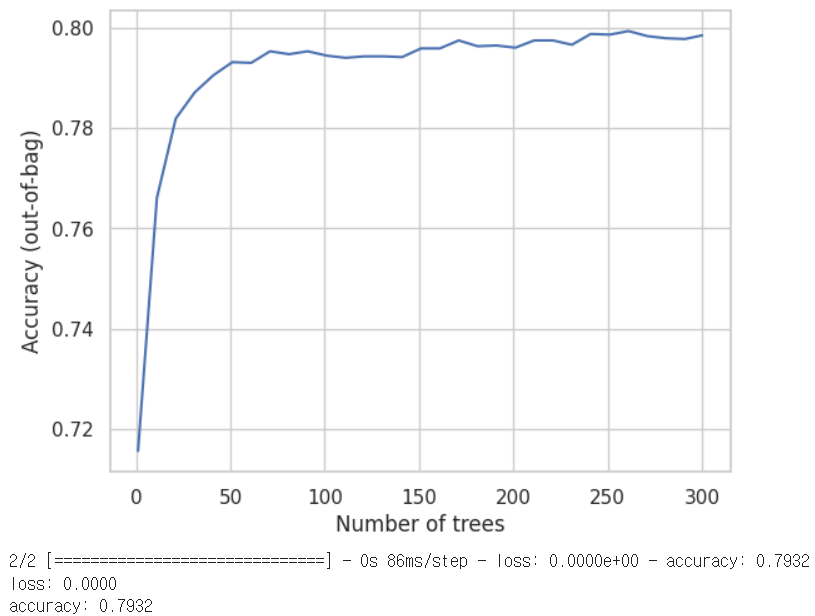 0.80
0.78
0.76
0.74
0.72
Accuracy (out-of-bag)
0 50 100 150 200 250 300
Number of trees
2/2 [==============================] - 0s 86ms/step - loss: 0.0000e+00 - accuracy: 0.7932
loss: 0.0000
accuracy: 0.7932